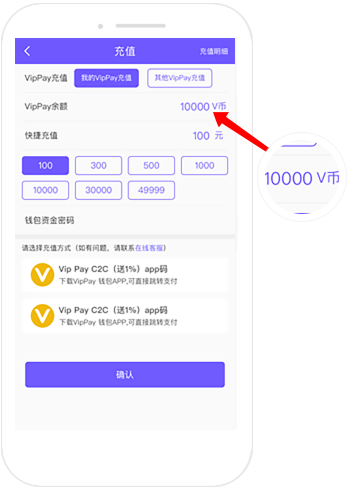 充值
充值明细
VipPay充值 我的VipPay充值 其他VipPay充值
VipPay余额 10000 V币
快捷充值 100 元
100 300 500 1000
10000 30000 49999
钱包资金密码
请选择充值方式（如有问题，请联系在线客服）
Vip Pay C2C（送1%）app码
下载VipPay 钱包APP,可直接跳转支付
Vip Pay C2C（送1%）app码
下载VipPay 钱包APP,可直接跳转支付
确认
10000 V币